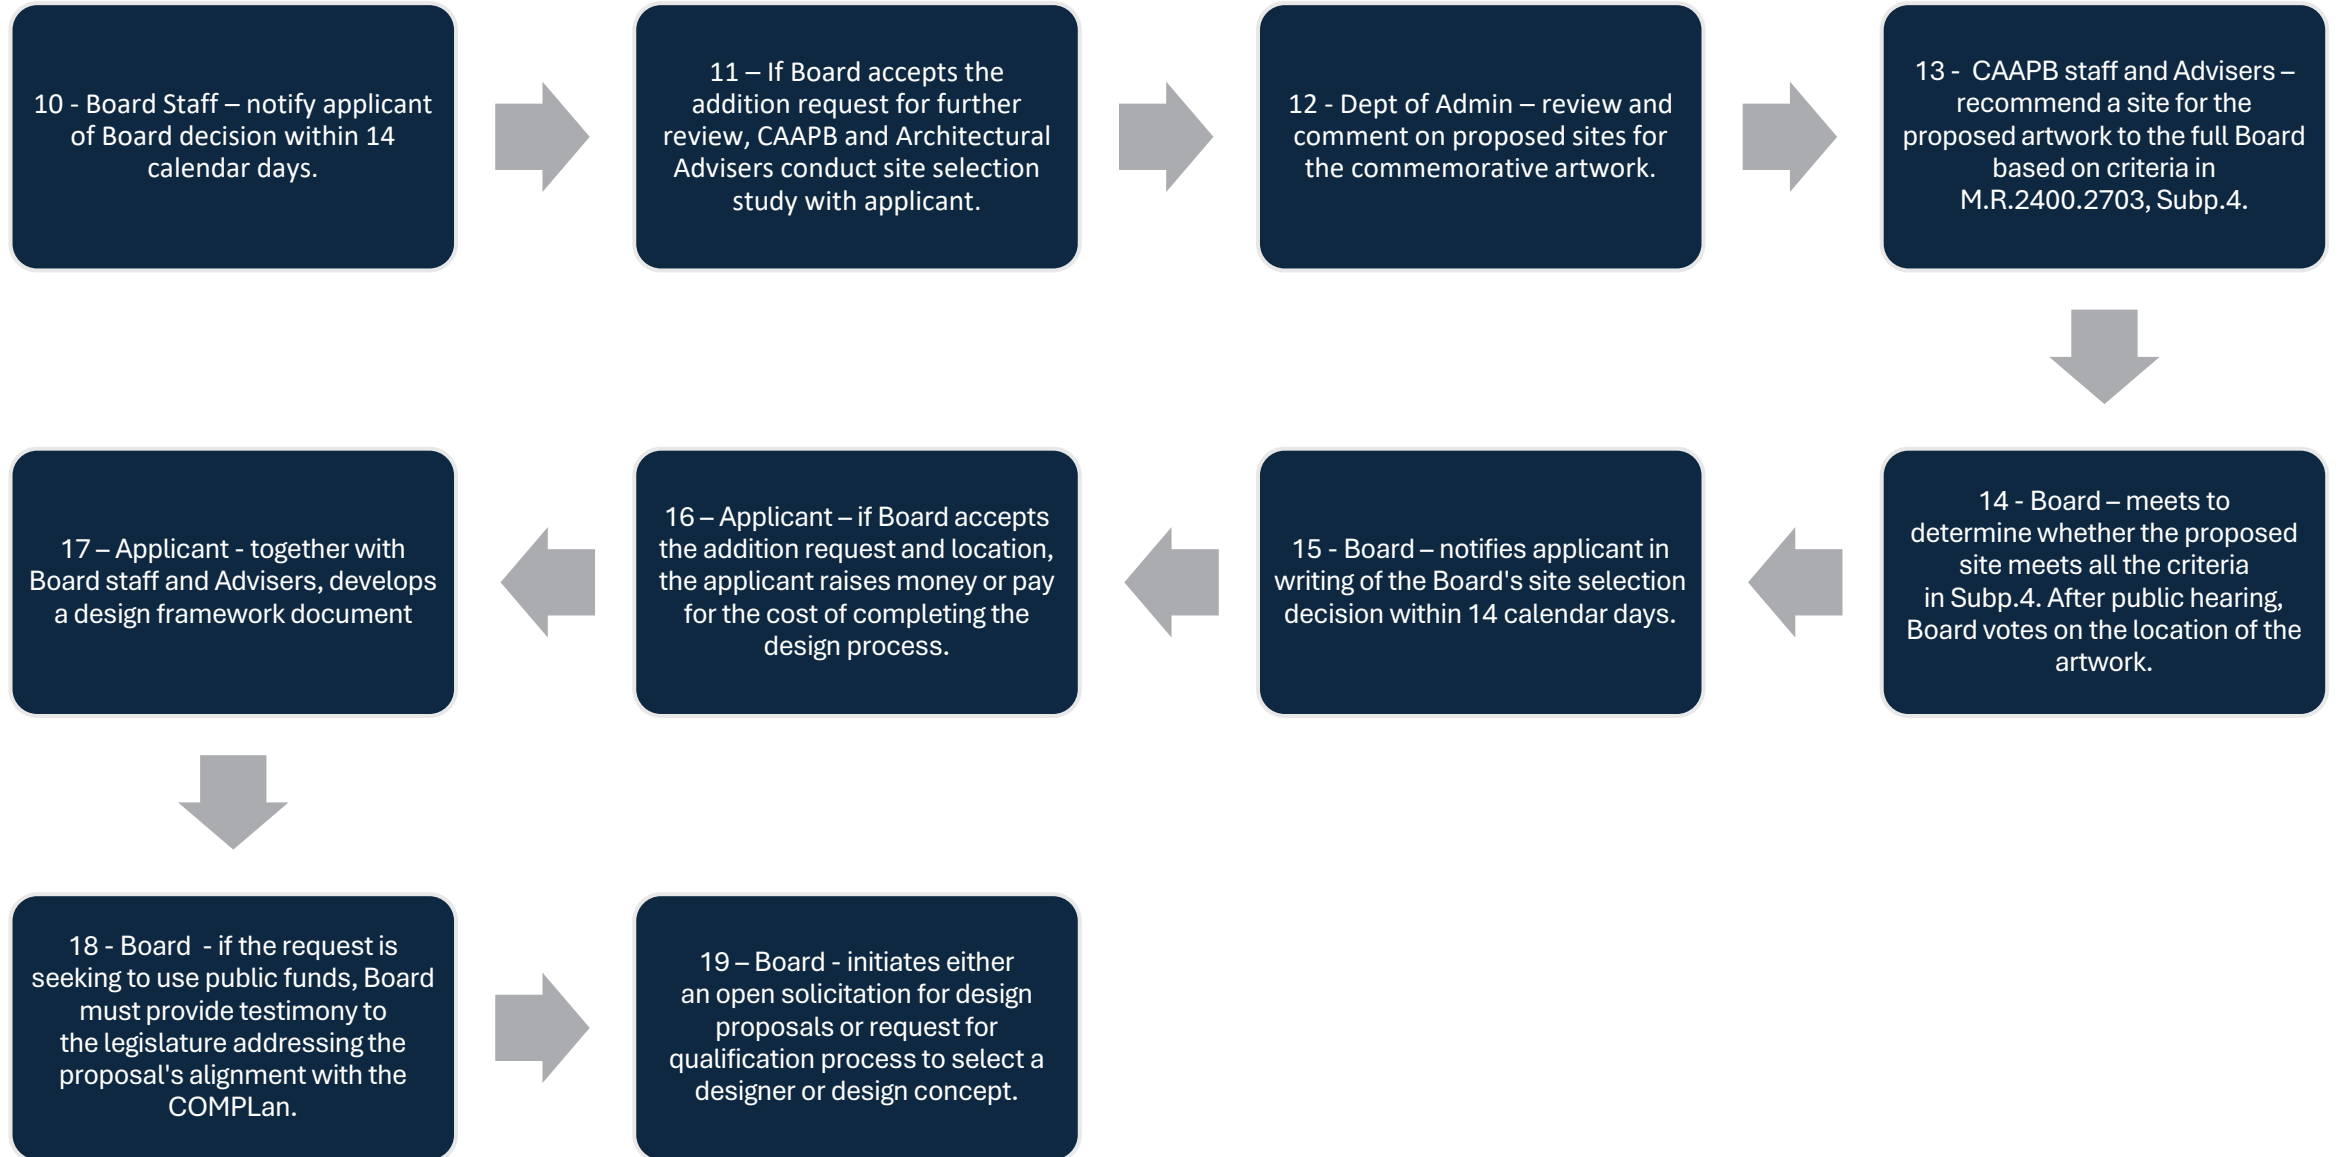 10 - Board Staff – notify applicant
of Board decision within 14
calendar days.
11 – If Board accepts the
addition request for further
review, CAAPB and Architectural
Advisers conduct site selection
study with applicant.
12 - Dept of Admin – review and
comment on proposed sites for
the commemorative artwork.
13 - CAAPB staff and Advisers –
recommend a site for the
proposed artwork to the full Board
based on criteria in
M.R.2400.2703, Subp.4.
14 - Board – meets to
determine whether the proposed
site meets all the criteria
in Subp.4. After public hearing,
Board votes on the location of the
artwork.
15 - Board – notifies applicant in
writing of the Board's site selection
decision within 14 calendar days.
16 – Applicant – if Board accepts
the addition request and location,
the applicant raises money or pay
for the cost of completing the
design process.
17 – Applicant - together with
Board staff and Advisers, develops
a design framework document
18 - Board - if the request is
seeking to use public funds, Board
must provide testimony to
the legislature addressing the
proposal's alignment with the
COMPLan.
19 – Board - initiates either
an open solicitation for design
proposals or request for
qualification process to select a
designer or design concept.